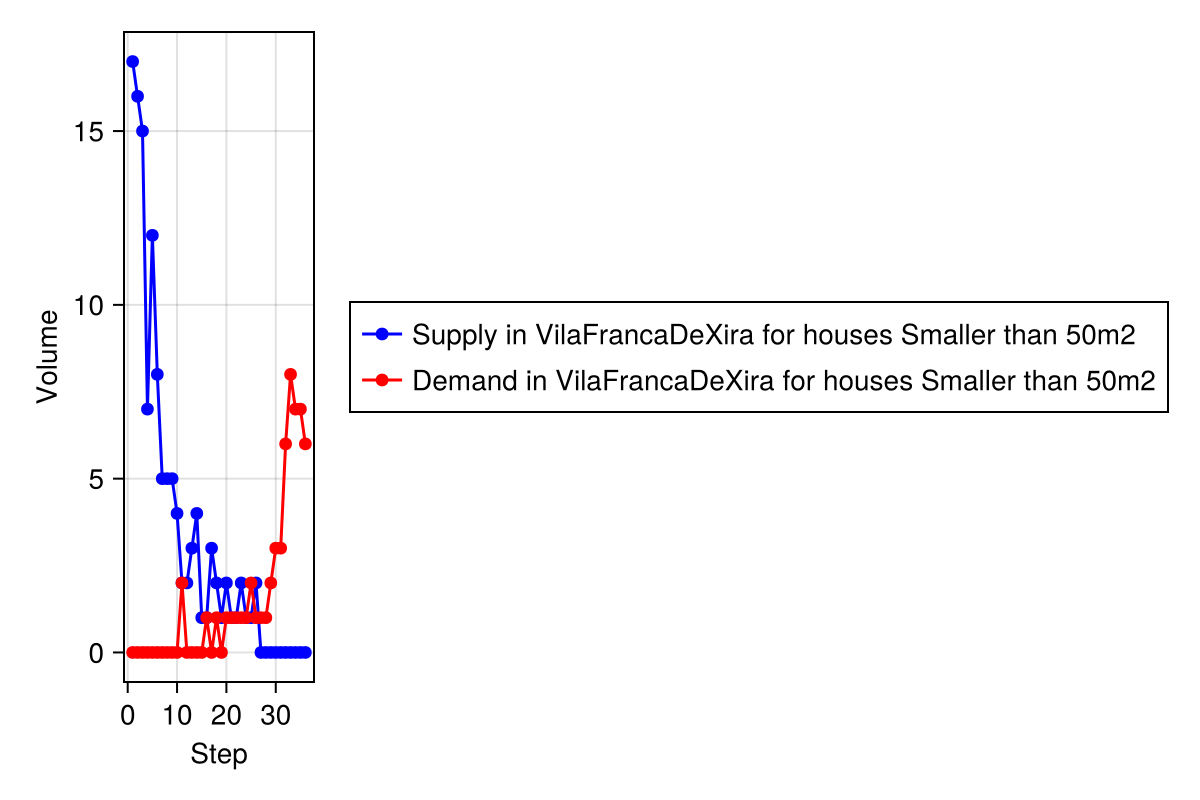 15
10
5
0
Volume
0 10 20 30
Step
Supply in VilaFrancaDeXira for houses Smaller than 50m2
Demand in VilaFrancaDeXira for houses Smaller than 50m2